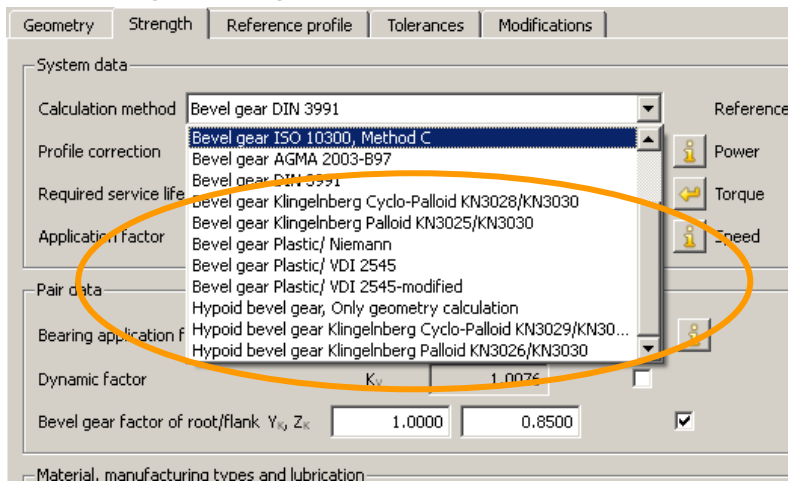 Geometry Strength Reference profile Tolerances Modifications
System data
Calculation method Bevel gear DIN 3991 Reference
Bevel gear ISO 10300, Method C
Profile correction Bevel gear AGMA 2003-B97 Power
Bevel gear DIN 3991
Required service life Bevel gear Klingelnberg Cyclo-Palloid KN3028/KN3030 Torque
Bevel gear Klingelnberg Palloid KN3025/KN3030
Application factor Bevel gear Plastic/ Niemann Speed
Bevel gear Plastic/ VDI 2545
Pair data Bevel gear Plastic/ VDI 2545-modified
Hypoid bevel gear, Only geometry calculation
Bearing application f Hypoid bevel gear Klingelnberg Cyclo-Palloid KN3029/KN30...
Hypoid bevel gear Klingelnberg Palloid KN3026/KN3030
Dynamic factor Kv 1.0076
Bevel gear factor of root/flank YK, ZK 1.0000 0.8500
Material, manufacturing types and lubrication